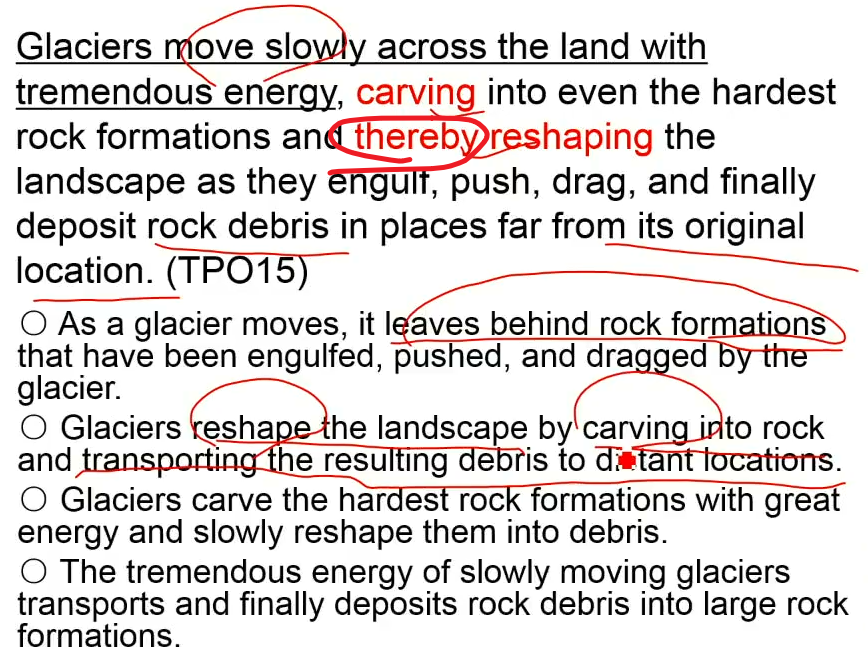 Glaciers move slowly across the land with
tremendous energy, carving into even the hardest
rock formations and thereby reshaping the
landscape as they engulf, push, drag, and finally
deposit rock debris in places far from its original
location. (TPO15)
○ As a glacier moves, it leaves behind rock formations
that have been engulfed, pushed, and dragged by the
glacier.
○ Glaciers reshape the landscape by carving into rock
and transporting the resulting debris to distant locations.
○ Glaciers carve the hardest rock formations with great
energy and slowly reshape them into debris.
○ The tremendous energy of slowly moving glaciers
transports and finally deposits rock debris into large rock
formations.